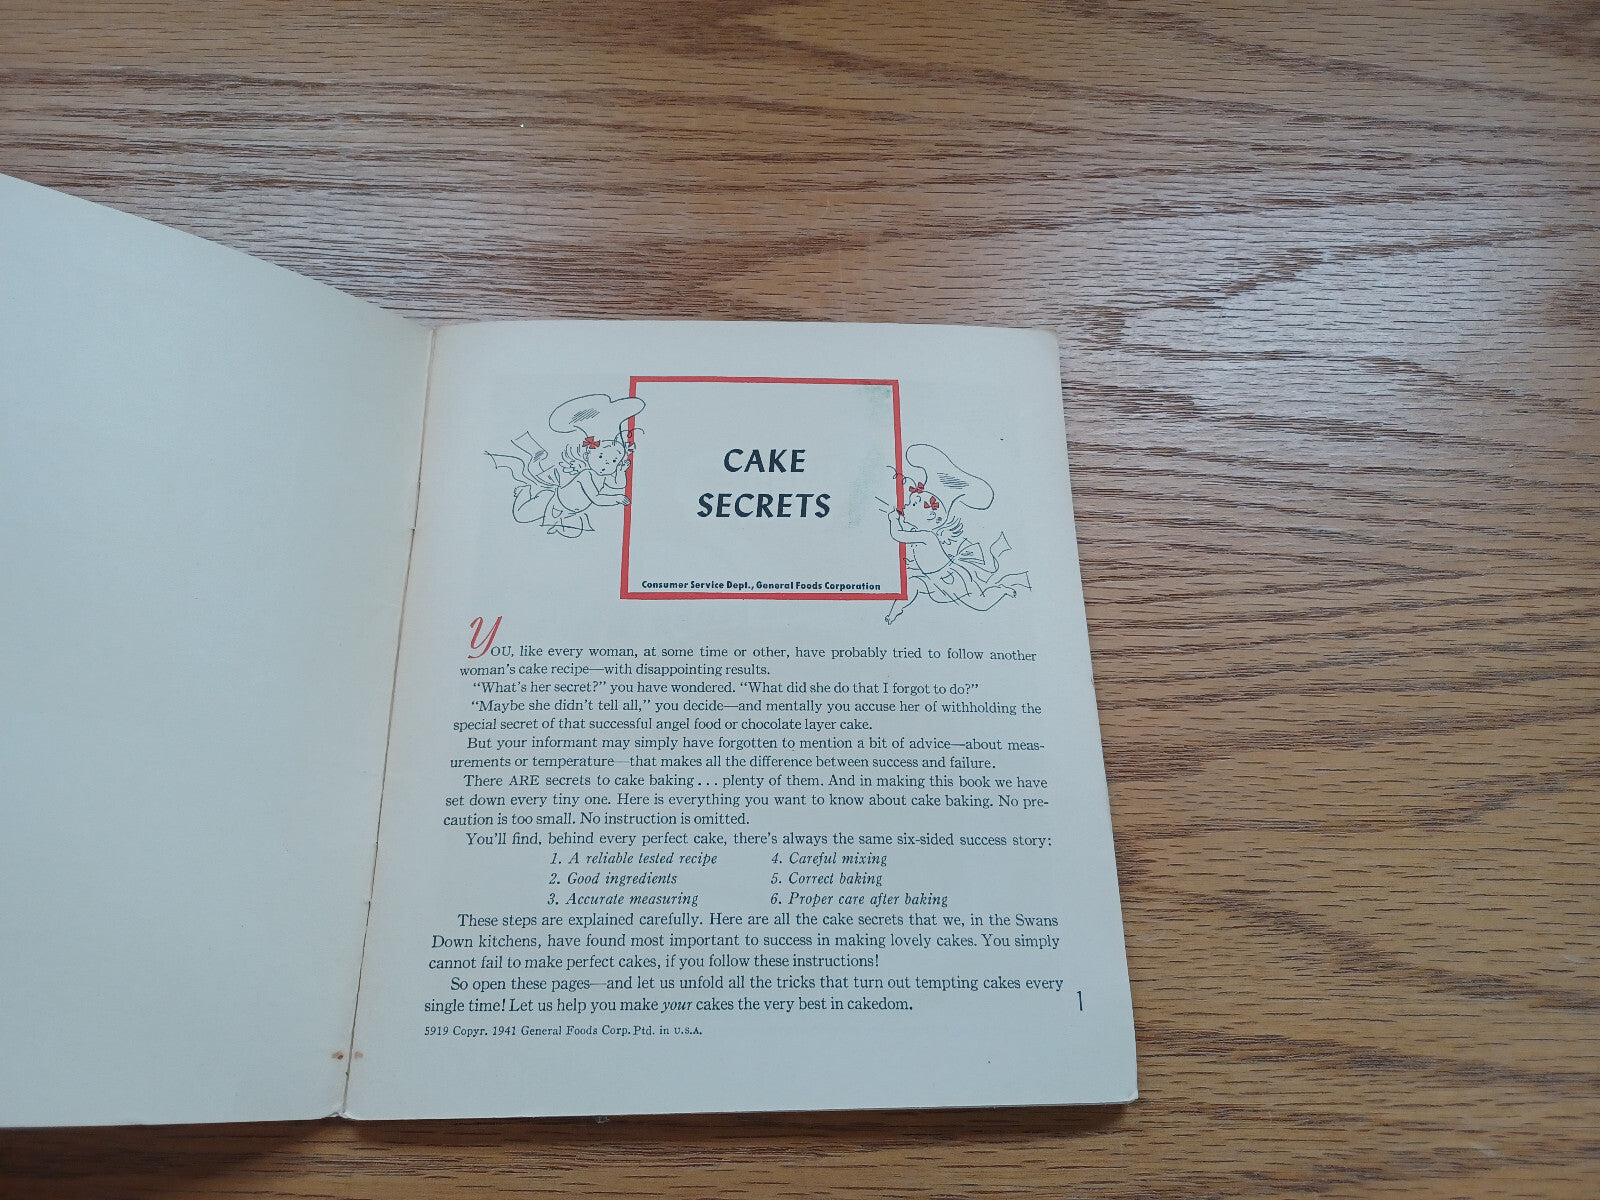 CAKE
SECRETS
Consumer Service Dept., General Foods Corporation
YOU, like every woman, at some time or other, have probably tried to follow another
woman's cake recipe—with disappointing results.
"What's her secret?" you have wondered. "What did she do that I forgot to do?"
"Maybe she didn't tell all," you decide—and mentally you accuse her of withholding the
special secret of that successful angel food or chocolate layer cake.
But your informant may simply have forgotten to mention a bit of advice—about meas-
urements or temperature—that makes all the difference between success and failure.
There ARE secrets to cake baking . . . plenty of them. And in making this book we have
set down every tiny one. Here is everything you want to know about cake baking. No pre-
caution is too small. No instruction is omitted.
You'll find, behind every perfect cake, there's always the same six-sided success story:
1. A reliable tested recipe
2. Good ingredients
3. Accurate measuring
4. Careful mixing
5. Correct baking
6. Proper care after baking
These steps are explained carefully. Here are all the cake secrets that we, in the Swans
Down kitchens, have found most important to success in making lovely cakes. You simply
cannot fail to make perfect cakes, if you follow these instructions!
So open these pages—and let us unfold all the tricks that turn out tempting cakes every
single time! Let us help you make your cakes the very best in cakedom.
1
5919 Copyr. 1941 General Foods Corp. Ptd. in U.S.A.